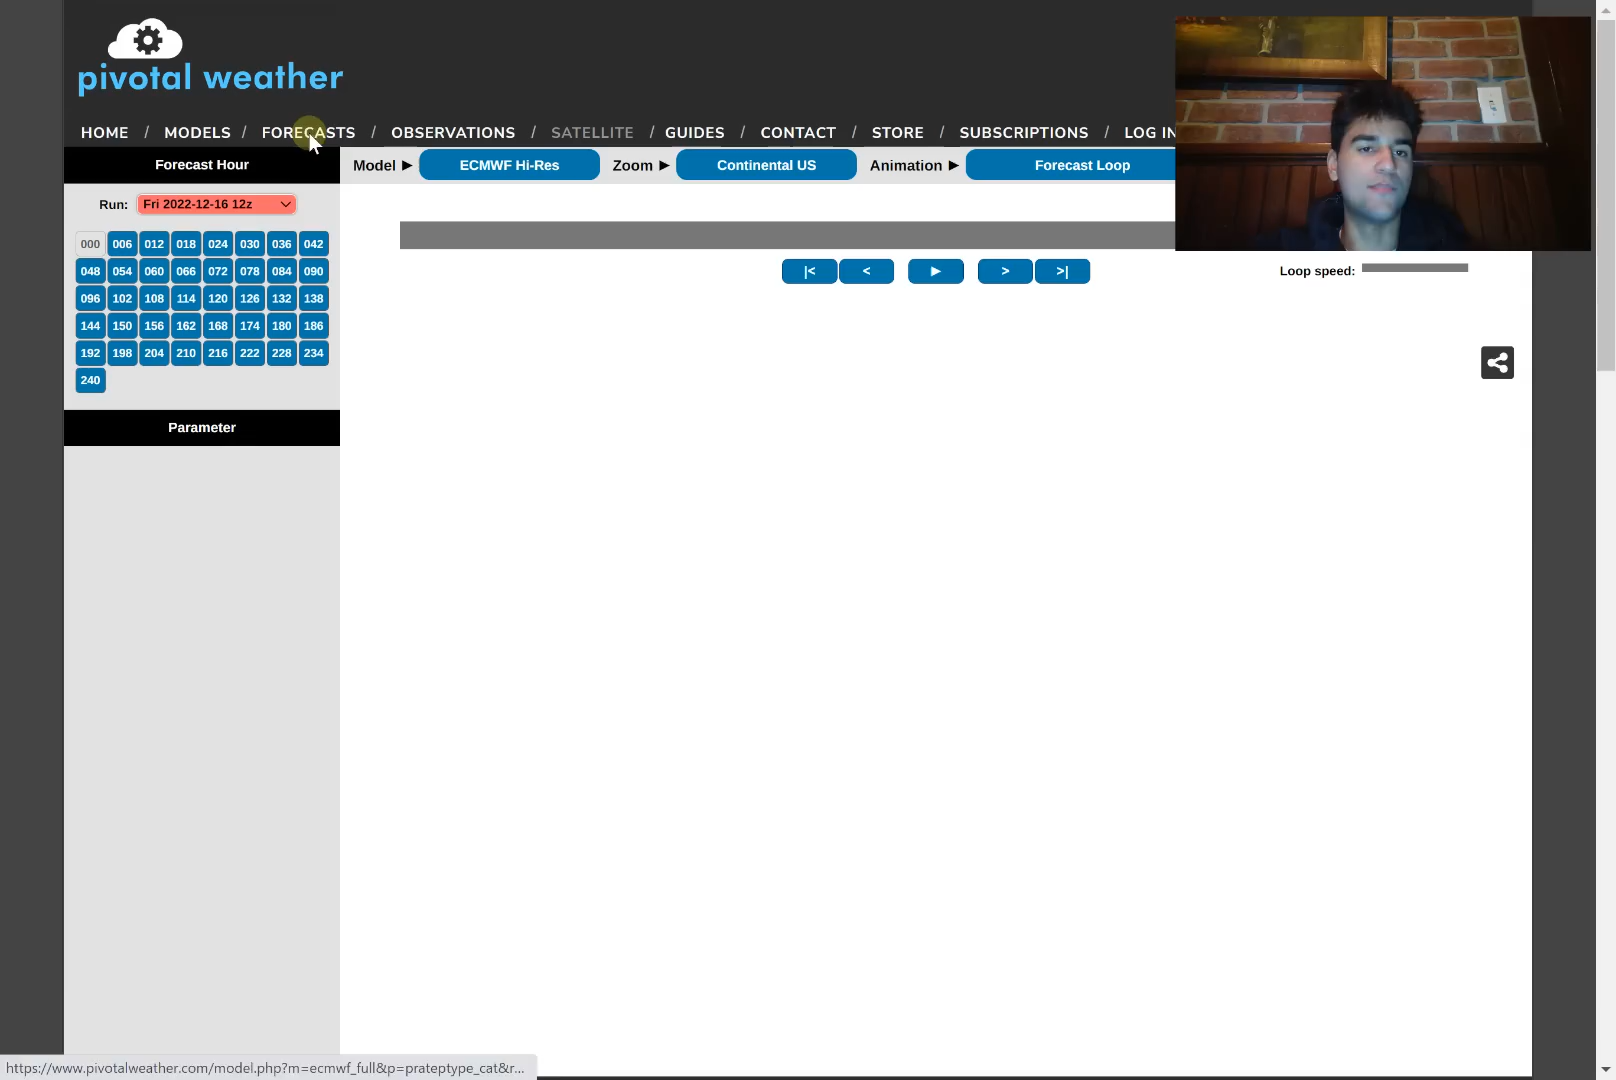 pivotal weather
HOME / MODELS / FORECASTS / OBSERVATIONS / SATELLITE / GUIDES / CONTACT / STORE / SUBSCRIPTIONS / LOG IN
Forecast Hour
Model ▶ ECMWF Hi-Res Zoom ▶ Continental US Animation ▶ Forecast Loop
Run: Fri 2022-12-16 12z
000 006 012 018 024 030 036 042
048 054 060 066 072 078 084 090
096 102 108 114 120 126 132 138
144 150 156 162 168 174 180 186
192 198 204 210 216 222 228 234
240
|< < ▶ > >|
Loop speed:
Parameter
https://www.pivotalweather.com/model.php?m=ecmwf_full&p=prateptype_cat&r...